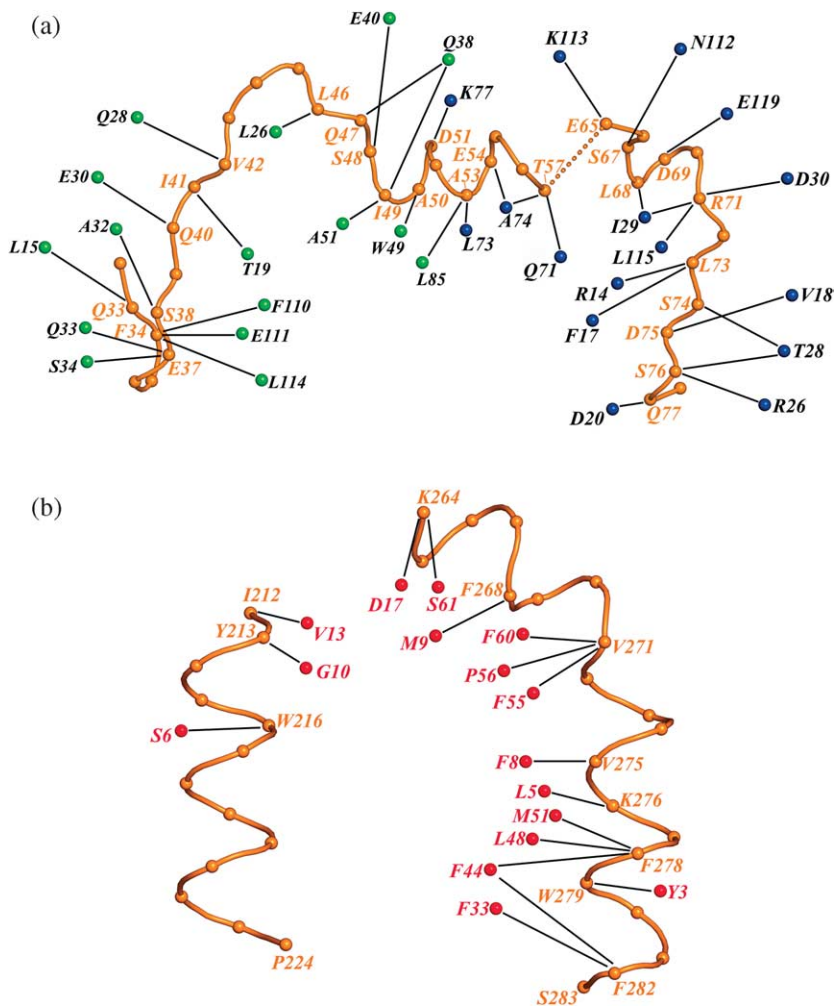 (a)
E40
Q38
K113
N112
K77
L46
Q28
L26
Q47
D51
E65
E119
S48
E54
S67
V42
A53
T57
D69
L68
D30
E30
I41
I49
A50
R71
A32
Q40
A51
W49
L73
A74
I29
L115
L15
T19
L85
Q71
L73
R14
V18
Q33
S38
F110
S74
F17
Q33
F34
E111
D75
T28
S34
E37
S76
L114
D20
Q77
R26
(b)
K264
I212
D17
S61
F268
V13
Y213
M9
F60
V271
G10
P56
F55
S6
W216
F8
V275
L5
K276
M51
L48
F278
F44
W279
Y3
F33
P224
S283
F282